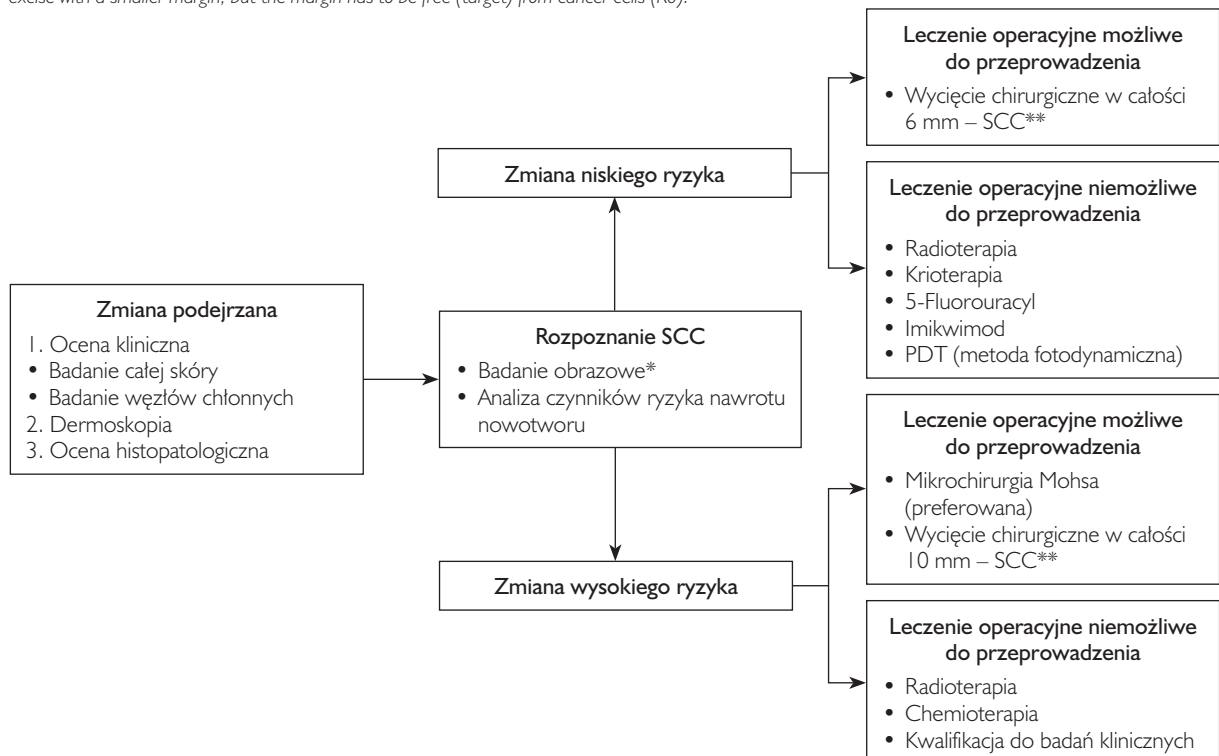 excise with a smaller margin, but the margin has to be free (target) from cancer cells (R0).
Zmiana podejrzana
1. Ocena kliniczna
• Badanie całej skóry
• Badanie węzłów chłonnych
2. Dermoskopia
3. Ocena histopatologiczna
Zmiana niskiego ryzyka
Rozpoznanie SCC
• Badanie obrazowe*
• Analiza czynników ryzyka nawrotu
nowotworu
Zmiana wysokiego ryzyka
Leczenie operacyjne możliwe
do przeprowadzenia
• Wycięcie chirurgiczne w całości
6 mm – SCC**
Leczenie operacyjne niemożliwe
do przeprowadzenia
• Radioterapia
• Krioterapia
• 5-Fluorouracyl
• Imikwimod
• PDT (metoda fotodynamiczna)
Leczenie operacyjne możliwe
do przeprowadzenia
• Mikrochirurgia Mohsa
(preferowana)
• Wycięcie chirurgiczne w całości
10 mm – SCC**
Leczenie operacyjne niemożliwe
do przeprowadzenia
• Radioterapia
• Chemioterapia
• Kwalifikacja do badań klinicznych